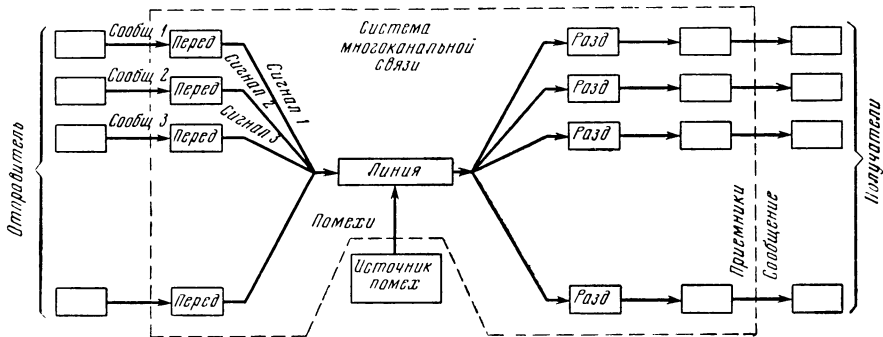 Сообщ 1
Сообщ 2
Сообщ 3
Перед
Перед
Перед
Перед
Сигнал 1
Сигнал 2
Сигнал 3
Система
многоканальной
связи
Линия
Помехи
Источник
помех
Разд
Разд
Разд
Разд
Приемники
Сообщение
Отправитель
Получатели